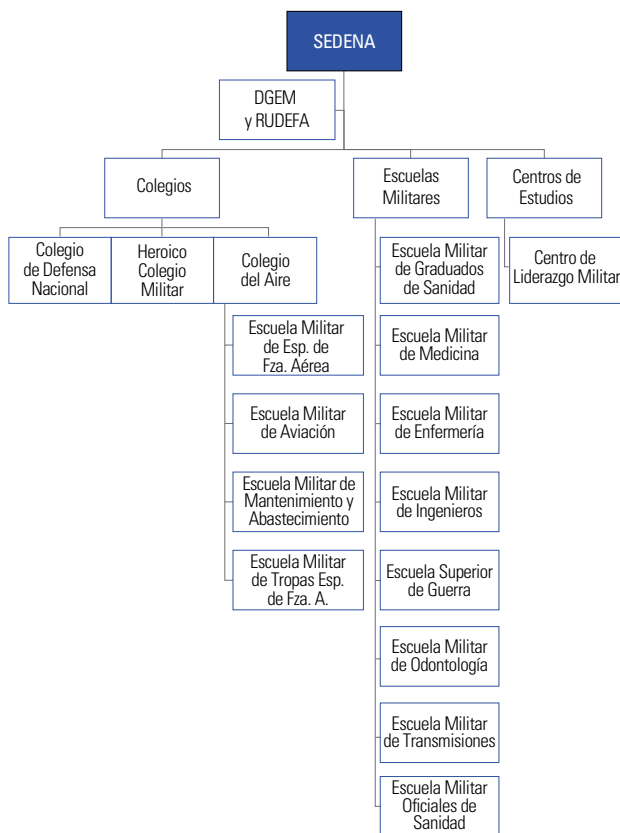 SEDENA
DGEM
y RUDEFA
Colegios
Escuelas
Militares
Centros de
Estudios
Colegio
de Defensa
Nacional
Heroico
Colegio
Militar
Colegio
del Aire
Escuela Militar
de Esp. de
Fza. Aérea
Escuela Militar
de Aviación
Escuela Militar de
Mantenimiento y
Abastecimiento
Escuela Militar
de Tropas Esp.
de Fza. A.
Escuela Militar
de Graduados
de Sanidad
Escuela Militar
de Medicina
Escuela Militar
de Enfermería
Escuela Militar
de Ingenieros
Escuela Superior
de Guerra
Escuela Militar
de Odontología
Escuela Militar
de Transmisiones
Escuela Militar
Oficiales de
Sanidad
Centro de
Liderazgo Militar